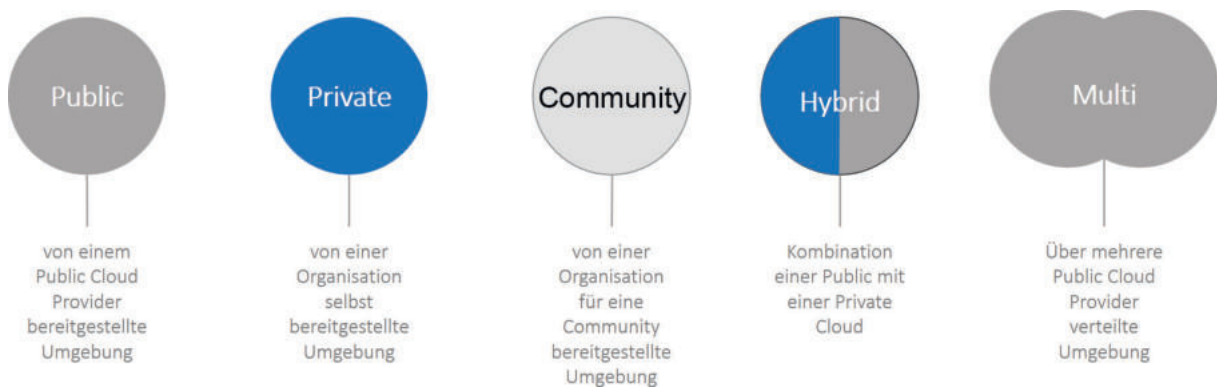 Public
Private
Community
Hybrid
Multi
von einem
Public Cloud
Provider
bereitgestellte
Umgebung
von einer
Organisation
selbst
bereitgestellte
Umgebung
von einer
Organisation
für eine
Community
bereitgestellte
Umgebung
Kombination
einer Public mit
einer Private
Cloud
Über mehrere
Public Cloud
Provider
verteilte
Umgebung